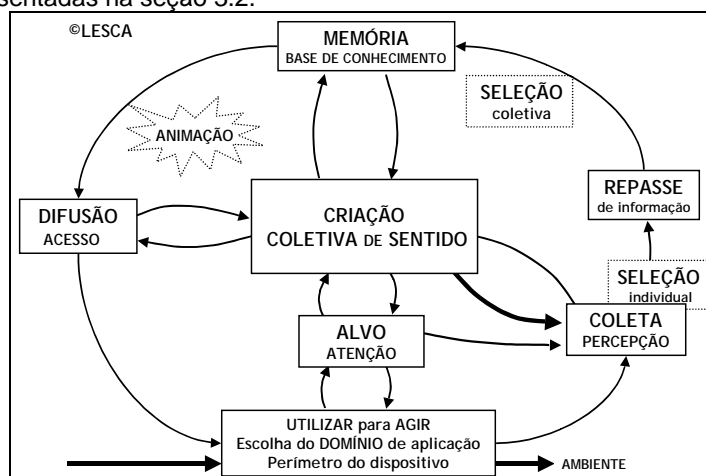 sentadas na seção 3.2.
©LESCA
MEMÓRIA
BASE DE CONHECIMENTO
SELEÇÃO
coletiva
ANIMAÇÃO
REPASSE
de informação
DIFUSÃO
ACESSO
CRIAÇÃO
COLETIVA DE SENTIDO
SELEÇÃO
individual
COLETA
PERCEPÇÃO
ALVO
ATENÇÃO
UTILIZAR para AGIR
Escolha do DOMÍNIO de aplicação
Perímetro do dispositivo
AMBIENTE